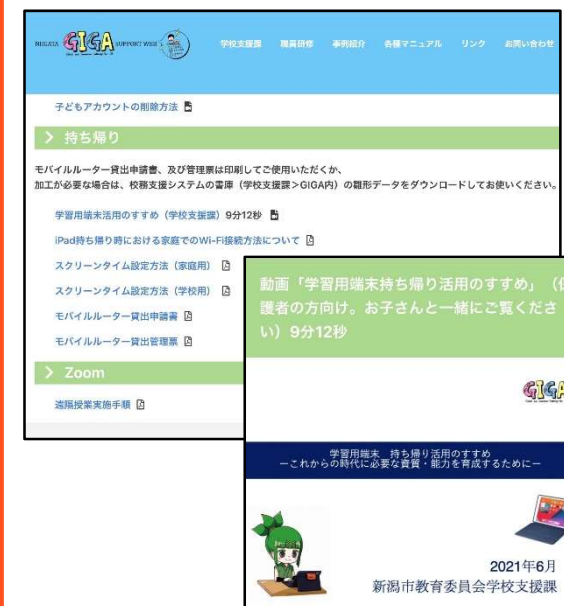 NIIGATA GIGA SUPPORT WEB
学校支援課 職員研修 事例紹介 各種マニュアル リンク お問い合わせ
子どもアカウントの削除方法
持ち帰り
モバイルルーター貸出申請書、及び管理票は印刷してご使用いただくか、
加工が必要な場合は、校務支援システムの書庫（学校支援課＞GIGA内）の雛形データをダウンロードしてお使いください。
学習用端末活用のすすめ（学校支援課）9分12秒
iPad持ち帰り時における家庭でのWi-Fi接続方法について
スクリーンタイム設定方法（家庭用）
スクリーンタイム設定方法（学校用）
モバイルルーター貸出申請書
モバイルルーター貸出管理票
Zoom
遠隔授業実施手順
動画「学習用端末持ち帰り活用のすすめ」（保
護者の方向け。お子さんと一緒にご覧くださ
い）9分12秒
GIGA
学習用端末 持ち帰り活用のすすめ
ーこれからの時代に必要な資質・能力を育成するためにー
2021年6月
新潟市教育委員会学校支援課